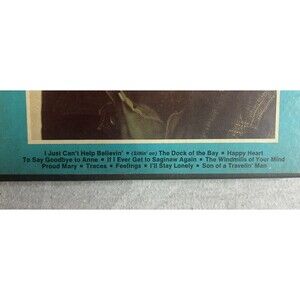 I Just Can't Help Believin' • (Sittin' on) The Dock of the Bay • Happy Heart
To Say Goodbye to Anne • If I Ever Get to Saginaw Again • The Windmills of Your Mind
Proud Mary • Traces • Feelings • I'll Stay Lonely • Son of a Travelin' Man